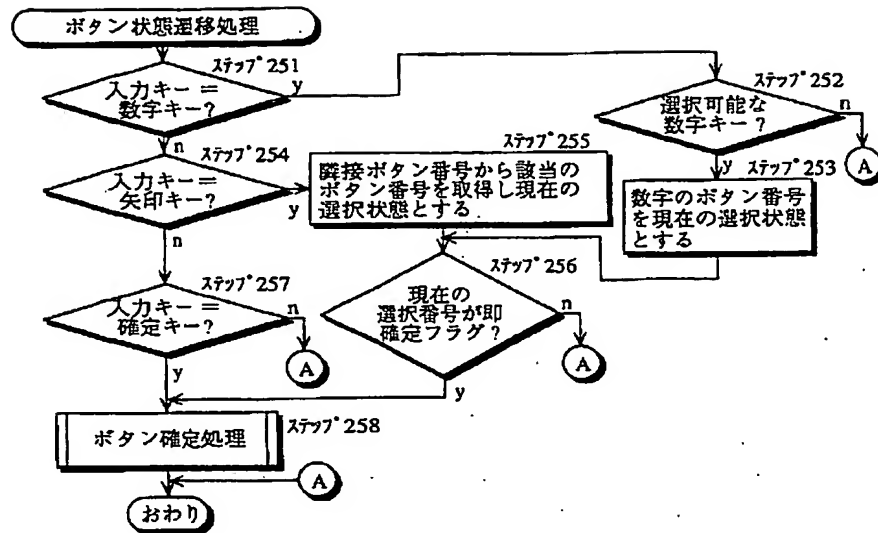 ボタン状態遷移処理
ステップ251
入力キー＝
数字キー？
y
n
ステップ252
選択可能な
数字キー？
n
A
y
ステップ253
数字のボタン番号
を現在の選択状態
とする
ステップ254
入力キー＝
矢印キー？
y
n
ステップ255
隣接ボタン番号から該当の
ボタン番号を取得し現在の
選択状態とする
ステップ256
現在の
選択番号が即
確定フラグ？
n
A
y
ステップ257
入力キー＝
確定キー？
n
A
y
ステップ258
ボタン確定処理
A
おわり